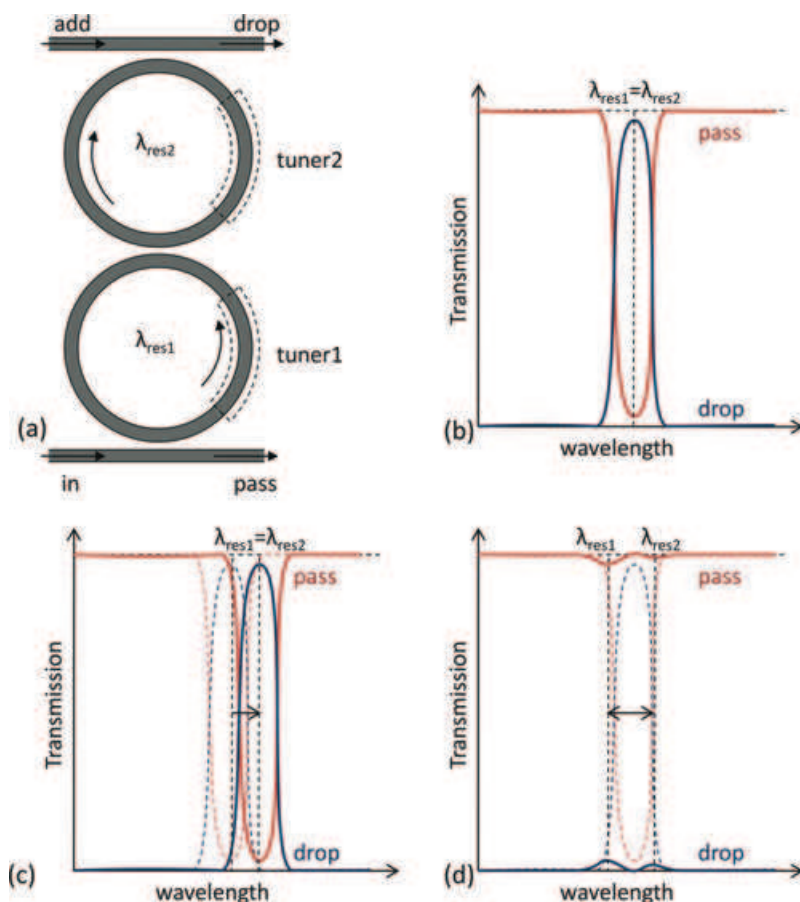 add drop
λres2
tuner2
λres1
tuner1
(a)
in pass
λres1=λres2
pass
Transmission
drop
(b)
wavelength
λres1=λres2
pass
Transmission
drop
(c)
wavelength
λres1 λres2
pass
Transmission
drop
(d)
wavelength